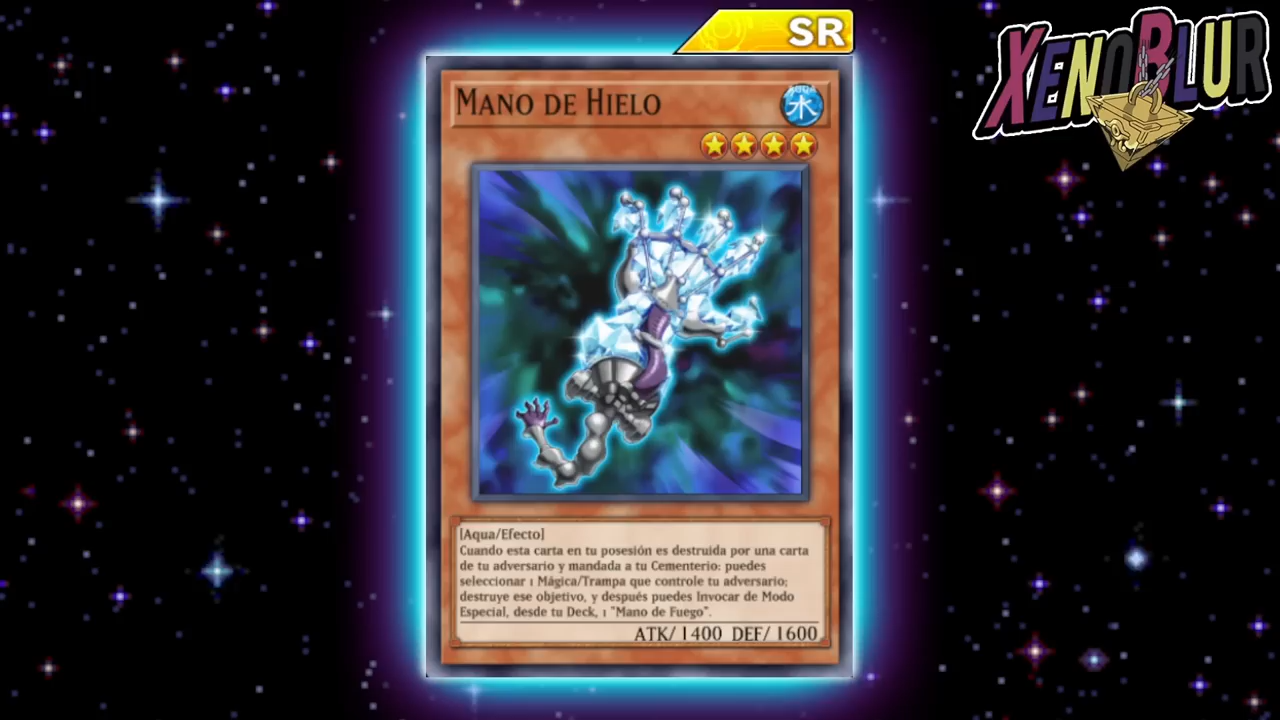 SR
XENOBLUR
MANO DE HIELO
AGUA
水
[Aqua/Efecto]
Cuando esta carta en tu posesión es destruida por una carta
de tu adversario y mandada a tu Cementerio: puedes
seleccionar 1 Mágica/Trampa que controle tu adversario;
destruye ese objetivo, y después puedes Invocar de Modo
Especial, desde tu Deck, 1 "Mano de Fuego".
ATK/ 1400 DEF/ 1600